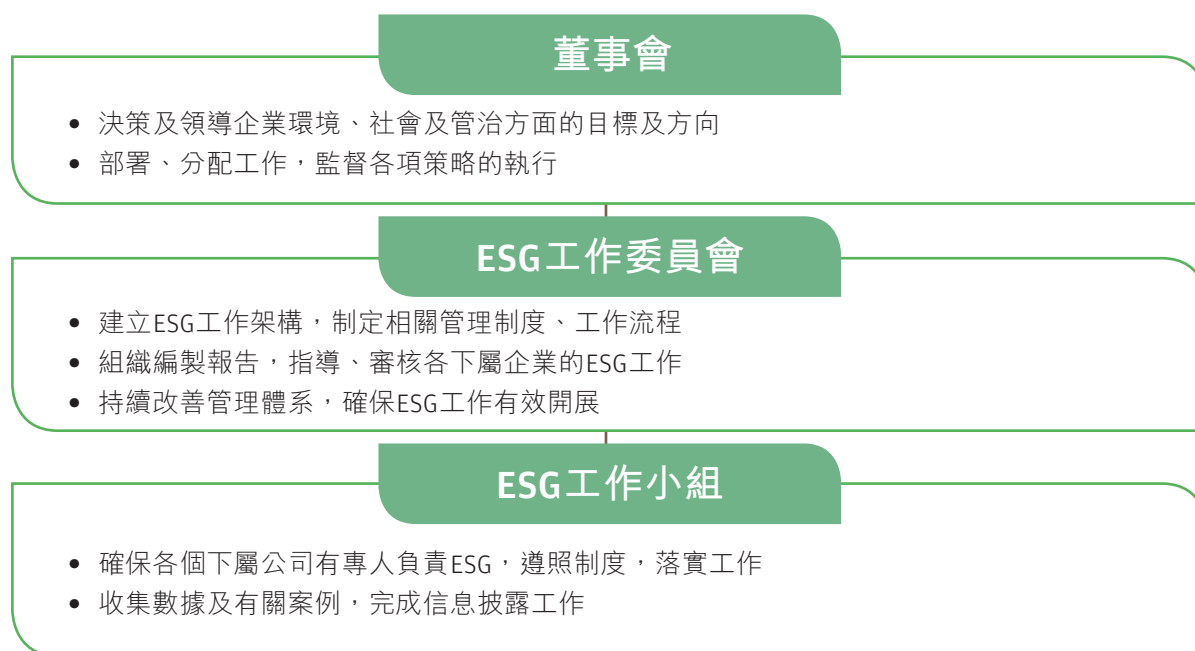 董事會
• 決策及領導企業環境、社會及管治方面的目標及方向
• 部署、分配工作，監督各項策略的執行
ESG工作委員會
• 建立ESG工作架構，制定相關管理制度、工作流程
• 組織編製報告，指導、審核各下屬企業的ESG工作
• 持續改善管理體系，確保ESG工作有效開展
ESG工作小組
• 確保各個下屬公司有專人負責ESG，遵照制度，落實工作
• 收集數據及有關案例，完成信息披露工作